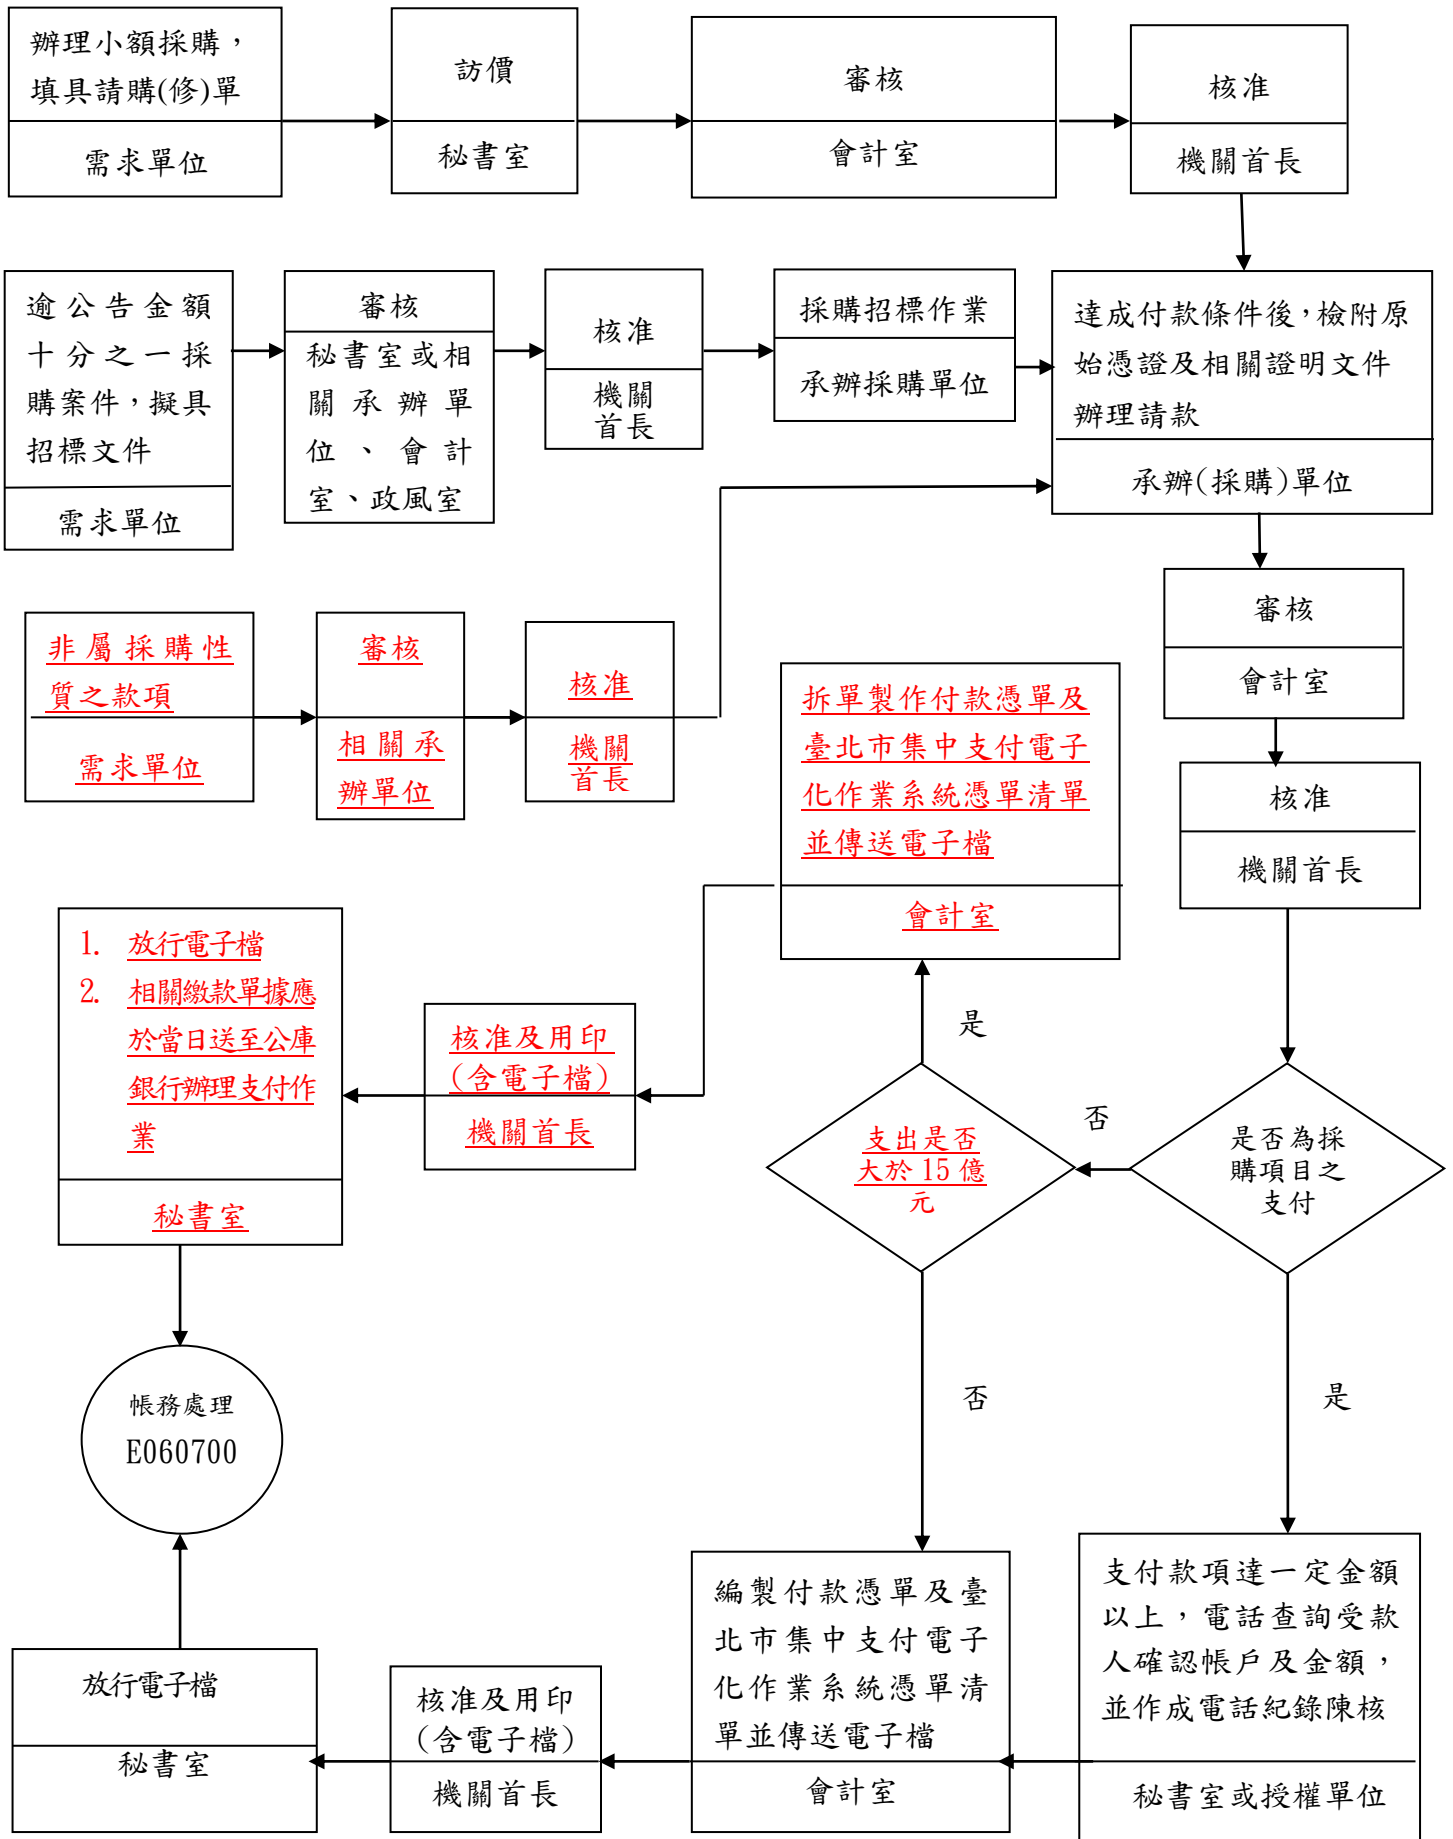 辦理小額採購，
填具請購(修)單
需求單位
訪價
秘書室
審核
會計室
核准
機關首長
逾公告金額
十分之一採
購案件，擬具
招標文件
需求單位
審核
秘書室或相
關承辦單
位、會計
室、政風室
核准
機關
首長
採購招標作業
承辦採購單位
達成付款條件後，檢附原
始憑證及相關證明文件
辦理請款
承辦(採購)單位
審核
會計室
非屬採購性
質之款項
需求單位
審核
相關承
辦單位
核准
機關
首長
拆單製作付款憑單及
臺北市集中支付電子
化作業系統憑單清單
並傳送電子檔
會計室
核准
機關首長
1. 放行電子檔
2. 相關繳款單據應
於當日送至公庫
銀行辦理支付作
業
秘書室
核准及用印
(含電子檔)
機關首長
是
支出是否
大於 15 億
元
否
是否為採
購項目之
支付
帳務處理
E060700
否
是
放行電子檔
秘書室
核准及用印
(含電子檔)
機關首長
編製付款憑單及臺
北市集中支付電子
化作業系統憑單清
單並傳送電子檔
會計室
支付款項達一定金額
以上，電話查詢受款
人確認帳戶及金額，
並作成電話紀錄陳核
秘書室或授權單位